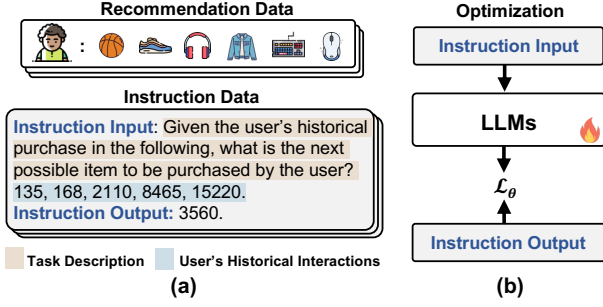 Recommendation Data
:
Instruction Data
Instruction Input: Given the user's historical
purchase in the following, what is the next
possible item to be purchased by the user?
135, 168, 2110, 8465, 15220.
Instruction Output: 3560.
Task Description
User's Historical Interactions
(a)
Optimization
Instruction Input
LLMs
ℒθ
Instruction Output
(b)